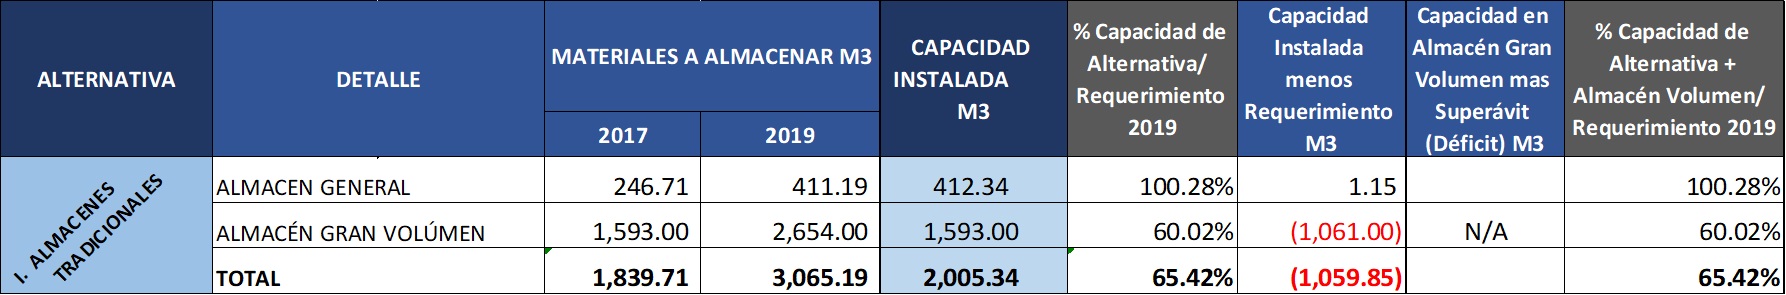 ALTERNATIVA
DETALLE
MATERIALES A ALMACENAR M3
2017
2019
CAPACIDAD
INSTALADA
M3
% Capacidad de
Alternativa/
Requerimiento
2019
Capacidad
Instalada
menos
Requerimiento
M3
Capacidad en
Almacén Gran
Volumen mas
Superávit
(Déficit) M3
% Capacidad de
Alternativa +
Almacén Volumen/
Requerimiento 2019
I. ALMACENES
TRADICIONALES
ALMACEN GENERAL 246.71 411.19 412.34 100.28% 1.15 100.28%
ALMACÉN GRAN VOLÚMEN 1,593.00 2,654.00 1,593.00 60.02% (1,061.00) N/A 60.02%
TOTAL 1,839.71 3,065.19 2,005.34 65.42% (1,059.85) 65.42%